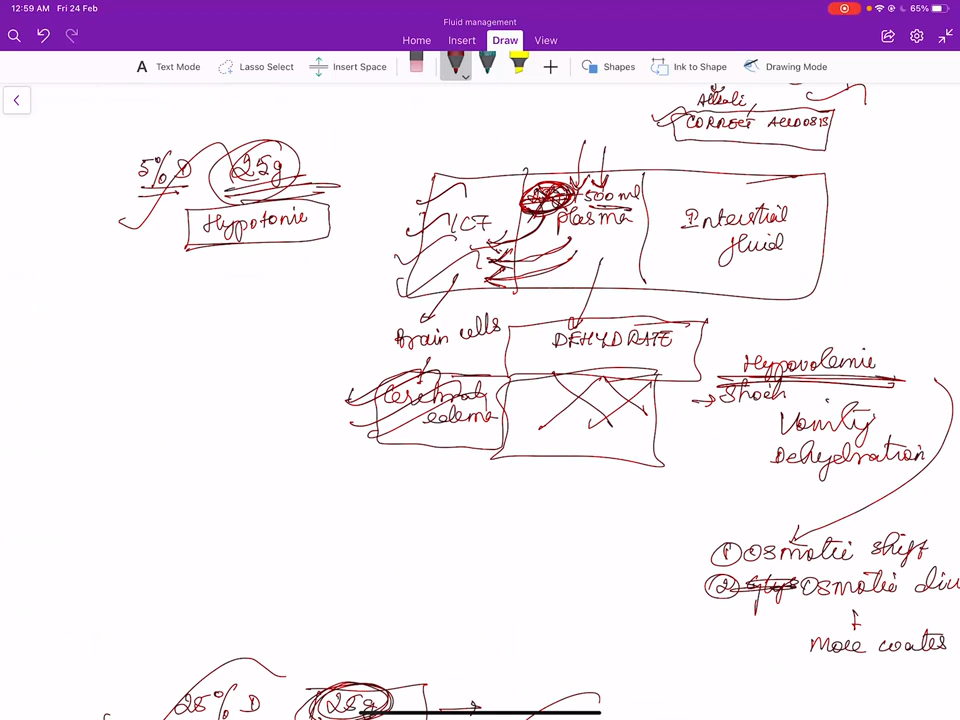 12:59 AM Fri 24 Feb
65%
Fluid management
Home Insert Draw View
Text Mode Lasso Select Insert Space Shapes Ink to Shape Drawing Mode
Alkali
CORRECT ACIDOSIS
5% D 25g
Hypotonic
ICF
+500 ml
plasma
Interstial
fluid
Brain cells
DEHYDRATE
Cerebral
edema
Hypovolemic
→ Shock
Vomity
Dehydration
① Osmotic shift
② Osmotic diu
More water
25% D 25g →